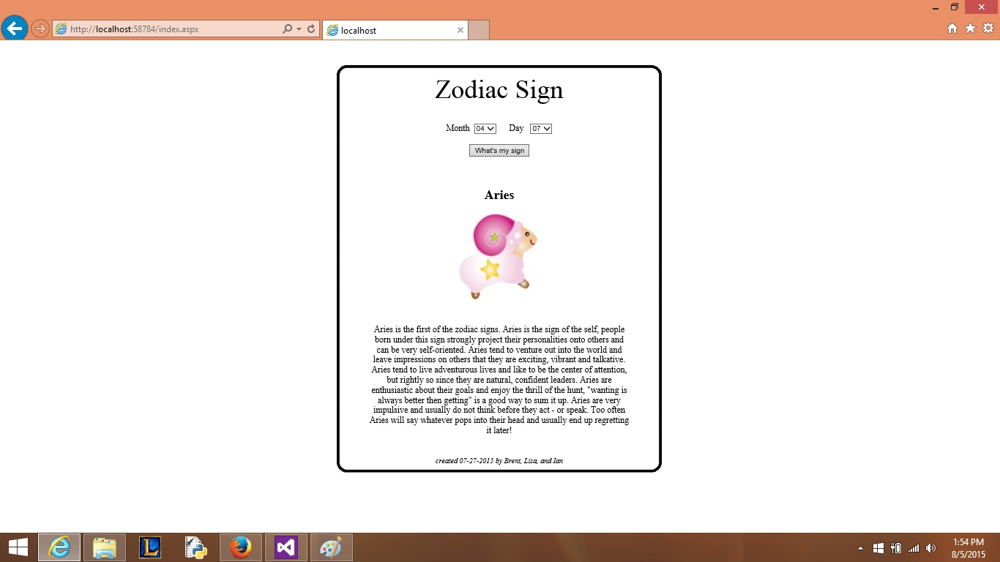 http://localhost:58784/index.aspx
localhost
Zodiac Sign
Month 04 Day 07
What's my sign
Aries
Aries is the first of the zodiac signs. Aries is the sign of the self, people
born under this sign strongly project their personalities onto others and
can be very self-oriented. Aries tend to venture out into the world and
leave impressions on others that they are exciting, vibrant and talkative.
Aries tend to live adventurous lives and like to be the center of attention,
but rightly so since they are natural, confident leaders. Aries are
enthusiastic about their goals and enjoy the thrill of the hunt, "wanting is
always better then getting" is a good way to sum it up. Aries are very
impulsive and usually do not think before they act - or speak. Too often
Aries will say whatever pops into their head and usually end up regretting
it later!
created 07-27-2015 by Brent, Lisa, and Ian
L
1:54 PM
8/5/2015